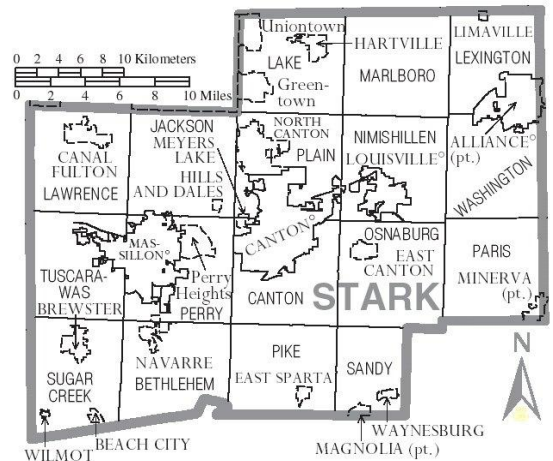 Uniontown
LIMAVILLE
0 2 4 6 8 10 Kilometers
HARTVILLE
LEXINGTON
LAKE
MARLBORO
0 2 4 6 10 Miles
Green-
town
NORTH
CANTON
JACKSON
MEYERS
LAKE
HILLS
AND DALES
PLAIN
NIMISHILLEN
LOUISVILLE°
ALLIANCE°
(pt.)
CANAL
FULTON
LAWRENCE
WASHINGTON
CANTON°
OSNABURG
EAST
CANTON
PARIS
MINERVA
(pt.)
MAS-
SILLON°
TUSCARA-
WAS
BREWSTER
Perry
Heights
PERRY
CANTON
STARK
NAVARRE
BETHLEHEM
PIKE
EAST SPARTA
SANDY
SUGAR
CREEK
N
WILMOT
BEACH CITY
WAYNESBURG
MAGNOLIA (pt.)